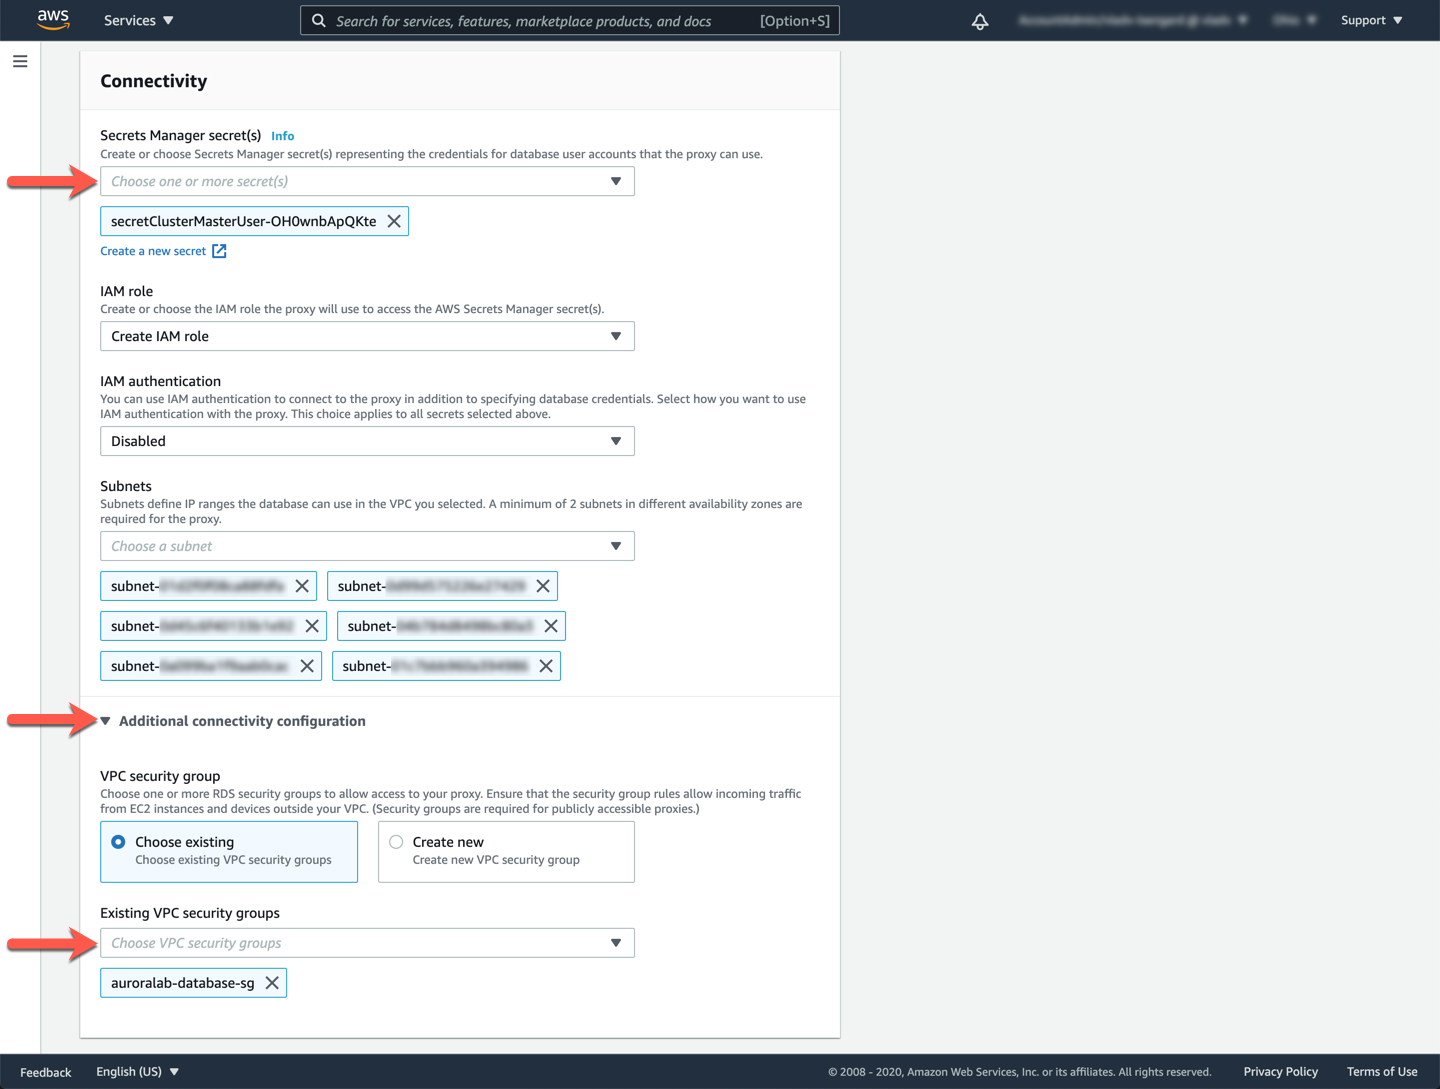 aws Services Search for services, features, marketplace products, and docs [Option+S] Support
Connectivity
Secrets Manager secret(s) Info
Create or choose Secrets Manager secret(s) representing the credentials for database user accounts that the proxy can use.
Choose one or more secret(s)
secretClusterMasterUser-OH0wnbApQKte
Create a new secret
IAM role
Create or choose the IAM role the proxy will use to access the AWS Secrets Manager secret(s).
Create IAM role
IAM authentication
You can use IAM authentication to connect to the proxy in addition to specifying database credentials. Select how you want to use
IAM authentication with the proxy. This choice applies to all secrets selected above.
Disabled
Subnets
Subnets define IP ranges the database can use in the VPC you selected. A minimum of 2 subnets in different availability zones are
required for the proxy.
Choose a subnet
subnet- subnet-
subnet- subnet-
subnet- subnet-
Additional connectivity configuration
VPC security group
Choose one or more RDS security groups to allow access to your proxy. Ensure that the security group rules allow incoming traffic
from EC2 instances and devices outside your VPC. (Security groups are required for publicly accessible proxies.)
Choose existing Create new
Choose existing VPC security groups Create new VPC security group
Existing VPC security groups
Choose VPC security groups
auroralab-database-sg
Feedback English (US) © 2008 - 2020, Amazon Web Services, Inc. or its affiliates. All rights reserved. Privacy Policy Terms of Use